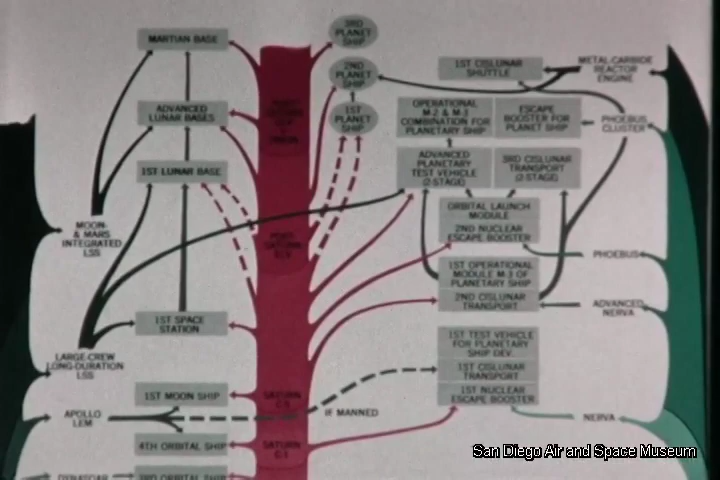 3RD
PLANET
SHIP
MARTIAN BASE
2ND
PLANET
SHIP
1ST CISLUNAR
SHUTTLE
METAL-CARBIDE
REACTOR
ENGINE
ADVANCED
LUNAR BASES
1ST
PLANET
SHIP
OPERATIONAL
M-2 & M-3
COMBINATION FOR
PLANETARY SHIP
ESCAPE
BOOSTER FOR
PLANET SHIP
PHOEBUS
CLUSTER
1ST LUNAR BASE
ADVANCED
PLANETARY
TEST VEHICLE
(2-STAGE)
3RD CISLUNAR
TRANSPORT
(2-STAGE)
MOON-
& MARS
INTEGRATED
LSS
ORBITAL LAUNCH
MODULE
2ND NUCLEAR
ESCAPE BOOSTER
PHOEBUS
1ST OPERATIONAL
MODULE M-3 OF
PLANETARY SHIP
2ND CISLUNAR
TRANSPORT
ADVANCED
NERVA
1ST SPACE
STATION
LARGE-CREW
LONG-DURATION
LSS
1ST TEST VEHICLE
FOR PLANETARY
SHIP DEV.
1ST CISLUNAR
TRANSPORT
1ST NUCLEAR
ESCAPE BOOSTER
1ST MOON SHIP
SATURN
C-5
IF MANNED
APOLLO
LEM
NERVA
4TH ORBITAL SHIP
SATURN
C-1
DYNASOAR
3RD ORBITAL SHIP
San Diego Air and Space Museum